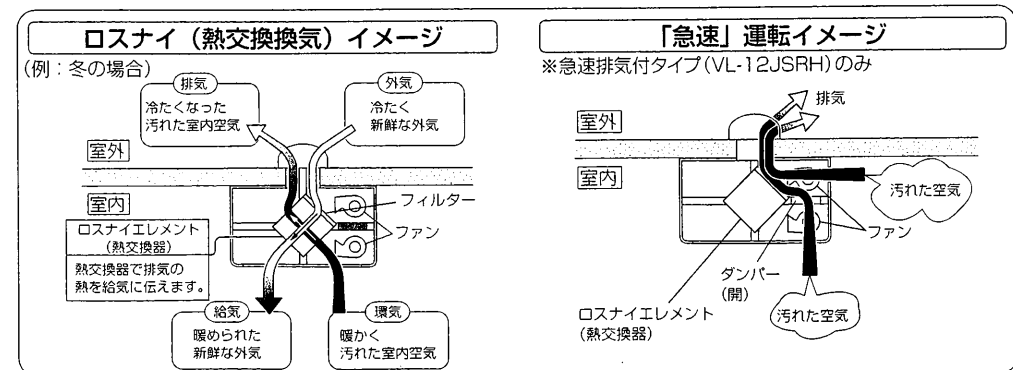 ロスナイ（熱交換換気）イメージ
(例：冬の場合)
排気
冷たくなった
汚れた室内空気
外気
冷たく
新鮮な外気
室外
室内
フィルター
ファン
ロスナイエレメント
(熱交換器)
熱交換器で排気の
熱を給気に伝えます。
給気
暖められた
新鮮な外気
環気
暖かく
汚れた室内空気
「急速」運転イメージ
※急速排気付タイプ(VL-12JSRH)のみ
排気
室外
室内
汚れた空気
ファン
ダンパー
(開)
ロスナイエレメント
(熱交換器)
汚れた空気